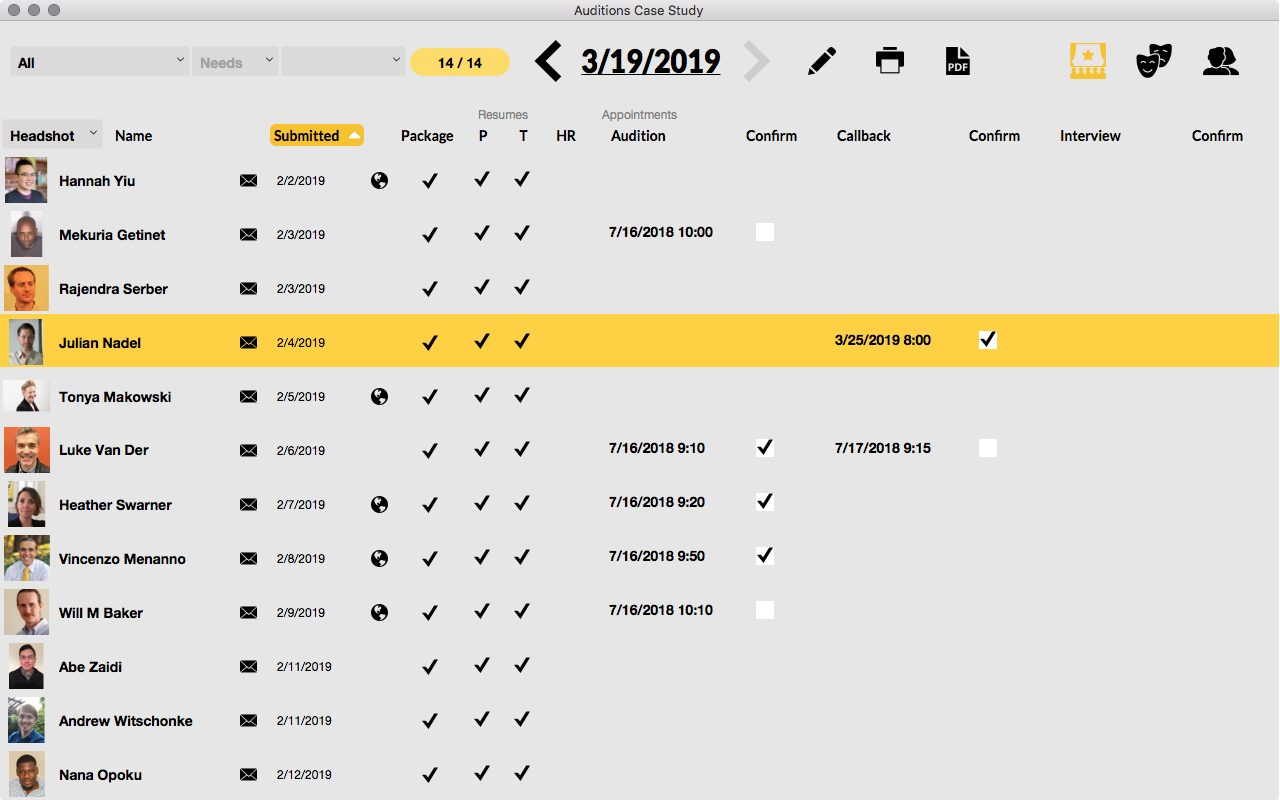 Auditions Case Study
All Needs 14 / 14 3/19/2019 PDF
Resumes Appointments
Headshot Name Submitted Package P T HR Audition Confirm Callback Confirm Interview Confirm
Hannah Yiu 2/2/2019
Mekuria Getinet 2/3/2019 7/16/2018 10:00
Rajendra Serber 2/3/2019
Julian Nadel 2/4/2019 3/25/2019 8:00
Tonya Makowski 2/5/2019
Luke Van Der 2/6/2019 7/16/2018 9:10 7/17/2018 9:15
Heather Swarner 2/7/2019 7/16/2018 9:20
Vincenzo Menanno 2/8/2019 7/16/2018 9:50
Will M Baker 2/9/2019 7/16/2018 10:10
Abe Zaidi 2/11/2019
Andrew Witschonke 2/11/2019
Nana Opoku 2/12/2019